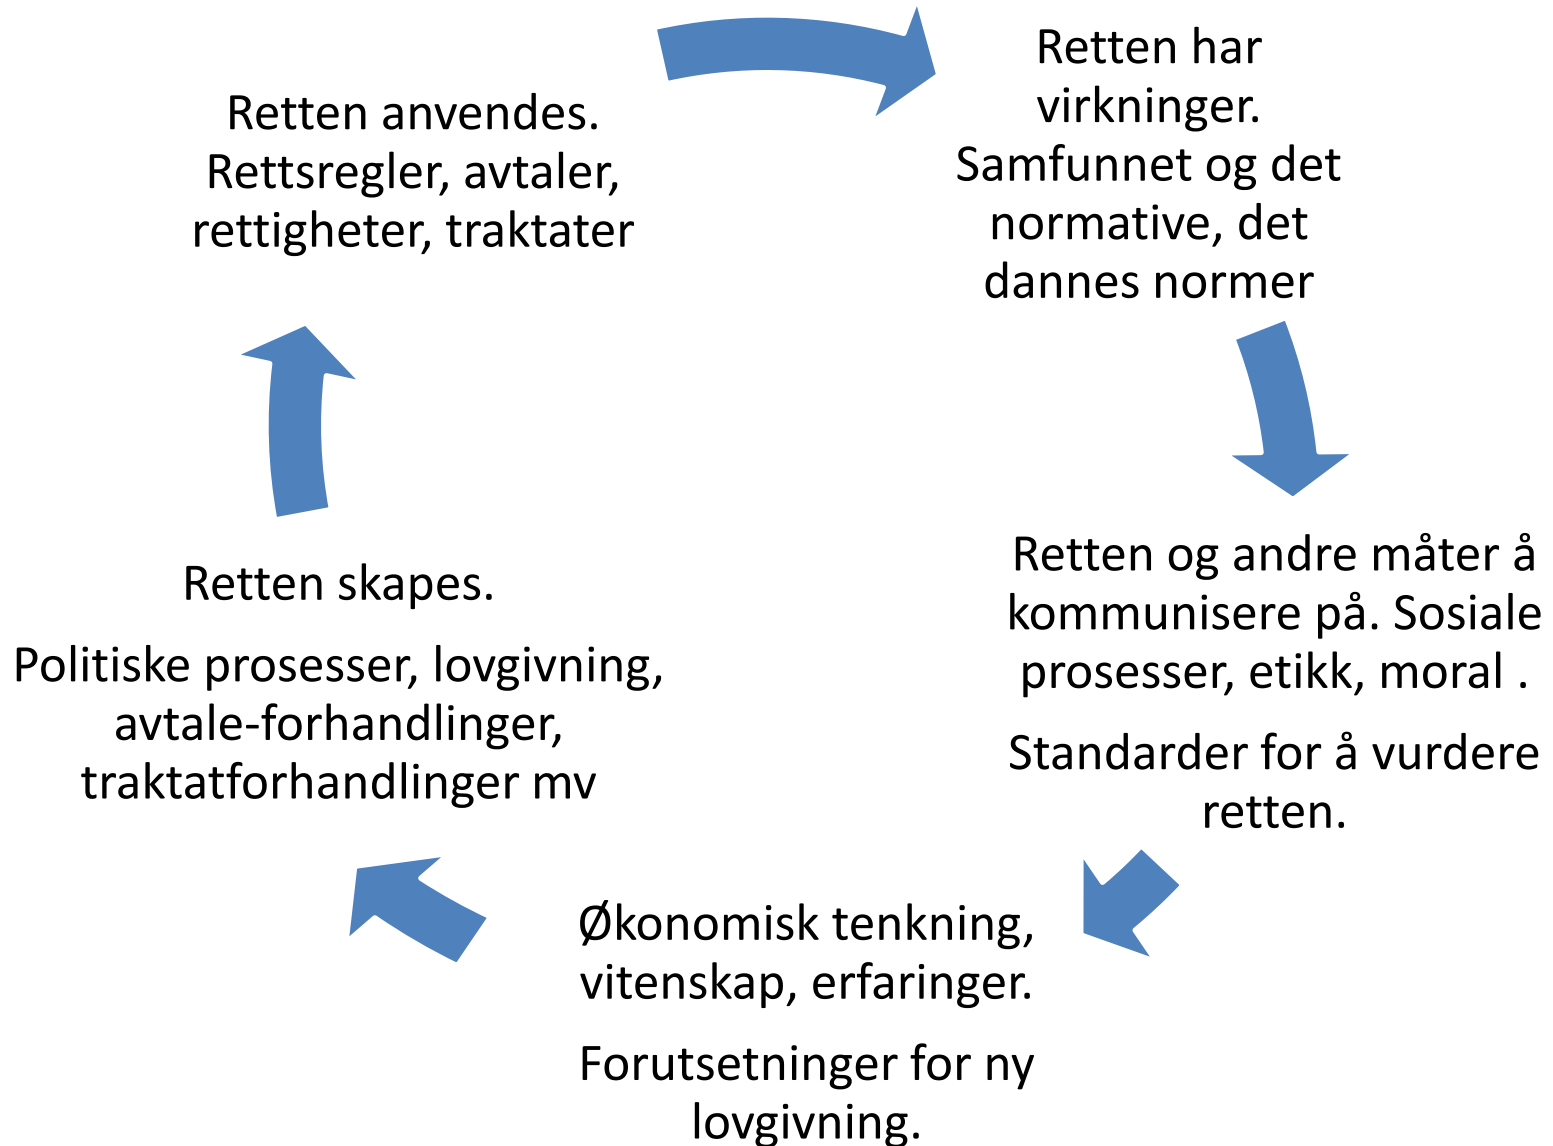 Retten anvendes.
Rettsregler, avtaler,
rettigheter, traktater
Retten har
virkninger.
Samfunnet og det
normative, det
dannes normer
Retten og andre måter å
kommunisere på. Sosiale
prosesser, etikk, moral .
Standarder for å vurdere
retten.
Økonomisk tenkning,
vitenskap, erfaringer.
Forutsetninger for ny
lovgivning.
Retten skapes.
Politiske prosesser, lovgivning,
avtale-forhandlinger,
traktatforhandlinger mv